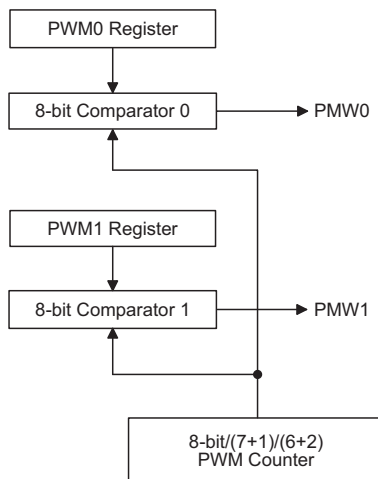 PWM0 Register
8-bit Comparator 0
PMW0
PWM1 Register
8-bit Comparator 1
PMW1
8-bit/(7+1)/(6+2)
PWM Counter